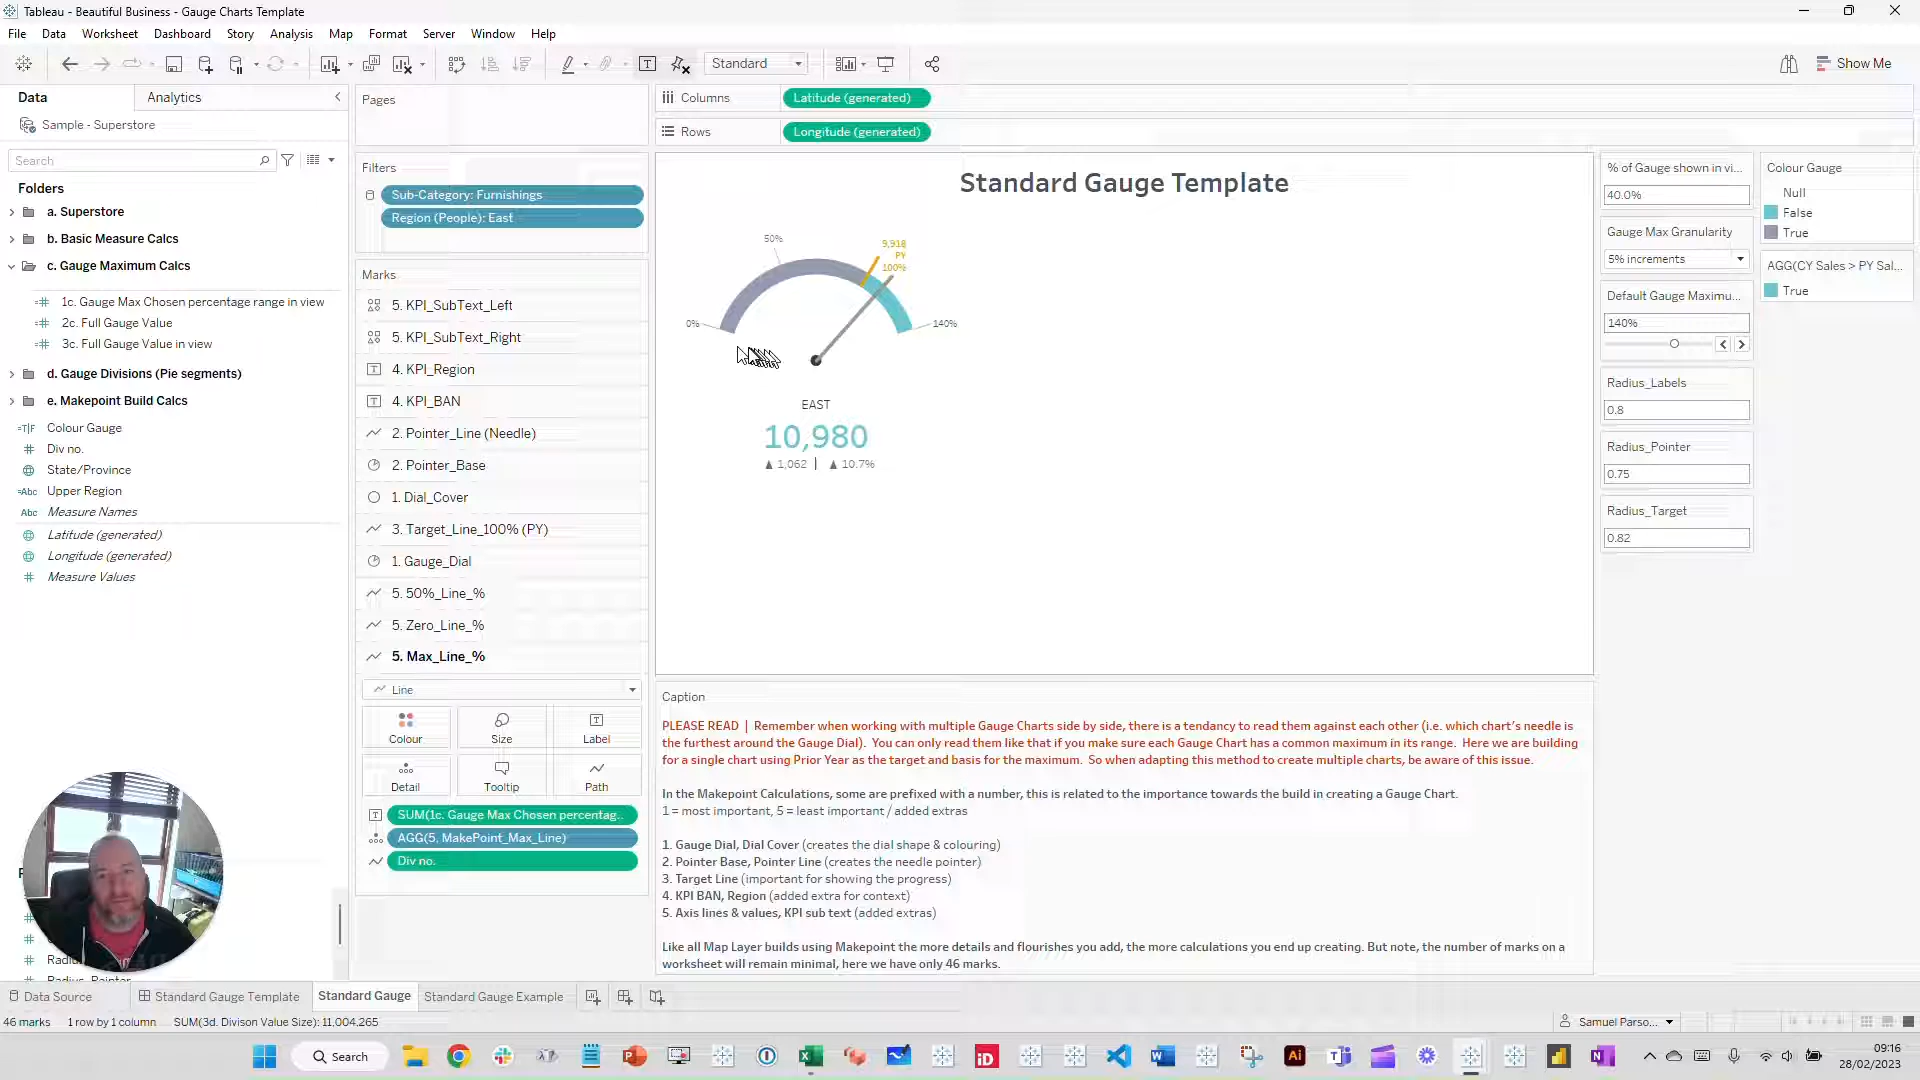 Tableau - Beautiful Business - Gauge Charts Template
File Data Worksheet Dashboard Story Analysis Map Format Server Window Help
Standard
Show Me
Data
Analytics
Sample - Superstore
Search
Folders
a. Superstore
b. Basic Measure Calcs
c. Gauge Maximum Calcs
1c. Gauge Max Chosen percentage range in view
2c. Full Gauge Value
3c. Full Gauge Value in view
d. Gauge Divisions (Pie segments)
e. Makepoint Build Calcs
=T|F Colour Gauge
Div no.
State/Province
=Abc Upper Region
Abc Measure Names
Latitude (generated)
Longitude (generated)
Measure Values
Pages
Filters
Sub-Category: Furnishings
Region (People): East
Marks
5. KPI_SubText_Left
5. KPI_SubText_Right
4. KPI_Region
4. KPI_BAN
2. Pointer_Line (Needle)
2. Pointer_Base
1. Dial_Cover
3. Target_Line_100% (PY)
1. Gauge_Dial
5. 50%_Line_%
5. Zero_Line_%
5. Max_Line_%
Line
Colour
Size
Label
Detail
Tooltip
Path
SUM(1c. Gauge Max Chosen percentag..
AGG(5. MakePoint_Max_Line)
Div no.
Columns
Latitude (generated)
Rows
Longitude (generated)
Standard Gauge Template
50%
9,918
PY
100%
0%
140%
EAST
10,980
▲ 1,062 | ▲ 10.7%
Caption
PLEASE READ | Remember when working with multiple Gauge Charts side by side, there is a tendancy to read them against each other (i.e. which chart's needle is
the furthest around the Gauge Dial). You can only read them like that if you make sure each Gauge Chart has a common maximum in its range. Here we are building
for a single chart using Prior Year as the target and basis for the maximum. So when adapting this method to create multiple charts, be aware of this issue.
In the Makepoint Calculations, some are prefixed with a number, this is related to the importance towards the build in creating a Gauge Chart.
1 = most important, 5 = least important / added extras
1. Gauge Dial, Dial Cover (creates the dial shape & colouring)
2. Pointer Base, Pointer Line (creates the needle pointer)
3. Target Line (important for showing the progress)
4. KPI BAN, Region (added extra for context)
5. Axis lines & values, KPI sub text (added extras)
Like all Map Layer builds using Makepoint the more details and flourishes you add, the more calculations you end up creating. But note, the number of marks on a
worksheet will remain minimal, here we have only 46 marks.
% of Gauge shown in vi...
40.0%
Gauge Max Granularity
5% increments
Default Gauge Maximu...
140%
Radius_Labels
0.8
Radius_Pointer
0.75
Radius_Target
0.82
Colour Gauge
Null
False
True
AGG(CY Sales > PY Sal...
True
Data Source
Standard Gauge Template
Standard Gauge
Standard Gauge Example
46 marks 1 row by 1 column SUM(3d. Divison Value Size): 11,004.265
Samuel Parso...
Search
09:16
28/02/2023